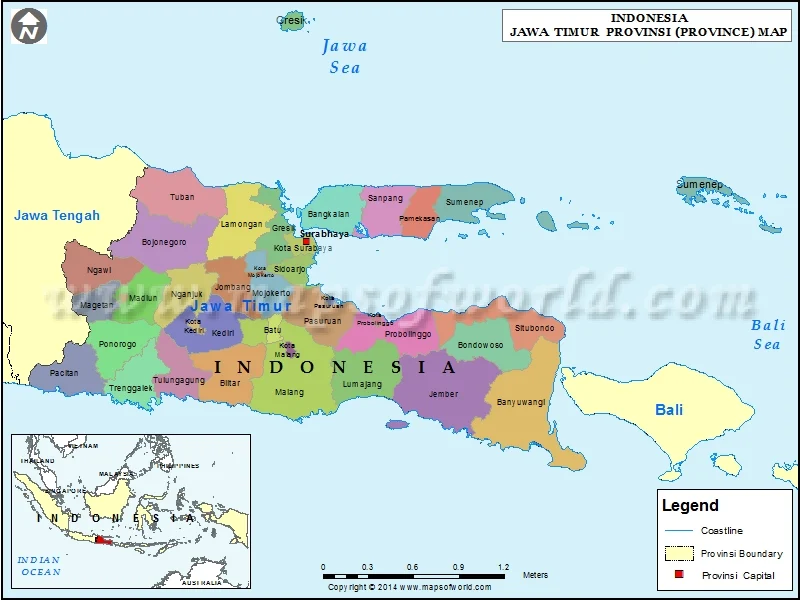 N
Gresik
Jawa
Sea
INDONESIA
JAWA TIMUR PROVINSI (PROVINCE) MAP
Jawa Tengah
Tuban
Lamongan
Bojonegoro
Gresik
Bangkalan
Sanpang
Pamekasan
Sumenep
Sumenep
Surabhaya
Kota Surabaya
Sidoarjo
Ngawi
Magetan
Madiun
Nganjuk
Jombang
Kota
Mojokerto
Mojokerto
Kota
Pasuruan
Pasuruan
Kota
Probolinggo
Probolinggo
Situbondo
Bondowoso
www.mapsofworld.com
Jawa Timur
Kota
Kediri
Kediri
Batu
Kota
Malang
Ponorogo
Pacitan
Trenggalek
Tulungagung
Blitar
Malang
Lumajang
Jember
Banyuwangi
INDONESIA
Bali
Sea
Bali
VIETNAM
THAILAND
PHILIPPINES
MALAYSIA
SINGAPORE
INDONESIA
INDIAN
OCEAN
AUSTRALIA
0 0.3 0.6 0.9 1.2
Meters
Copyright © 2014 www.mapsofworld.com
Legend
Coastline
Provinsi Boundary
Provinsi Capital